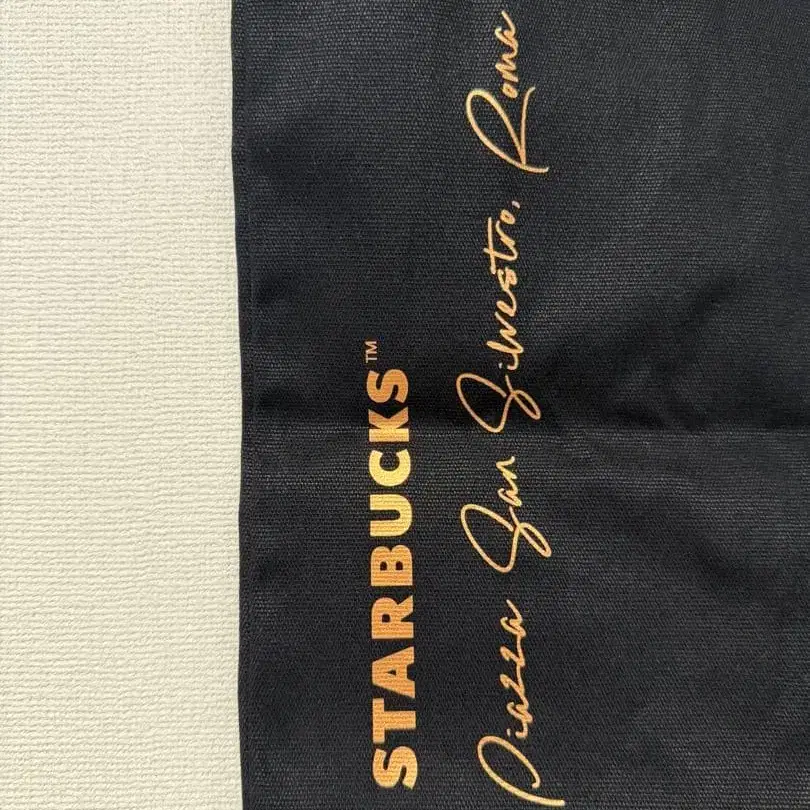 STARBUCKS™
Piazza San Silvestro, Roma